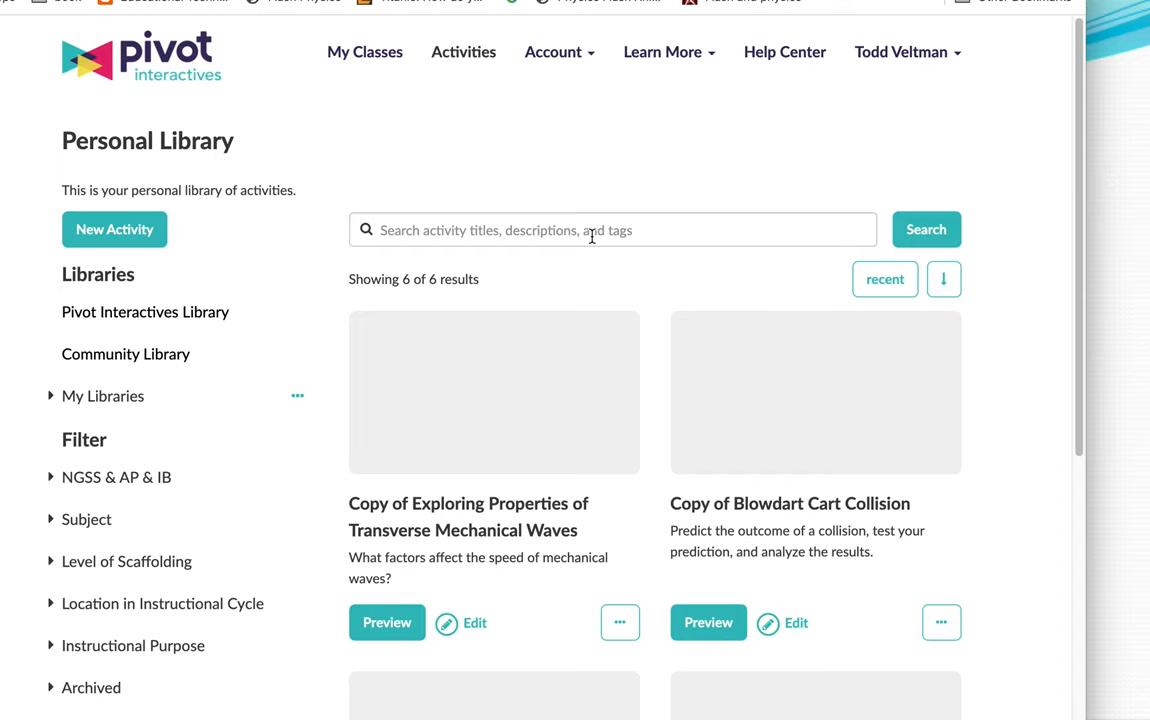 pivot
interactives
My Classes Activities Account Learn More Help Center Todd Veltman
Personal Library
This is your personal library of activities.
New Activity
Search activity titles, descriptions, and tags
Search
Libraries
Showing 6 of 6 results
recent
Pivot Interactives Library
Community Library
My Libraries
Filter
NGSS & AP & IB
Subject
Level of Scaffolding
Location in Instructional Cycle
Instructional Purpose
Archived
Copy of Exploring Properties of
Transverse Mechanical Waves
What factors affect the speed of mechanical
waves?
Preview Edit
Copy of Blowdart Cart Collision
Predict the outcome of a collision, test your
prediction, and analyze the results.
Preview Edit